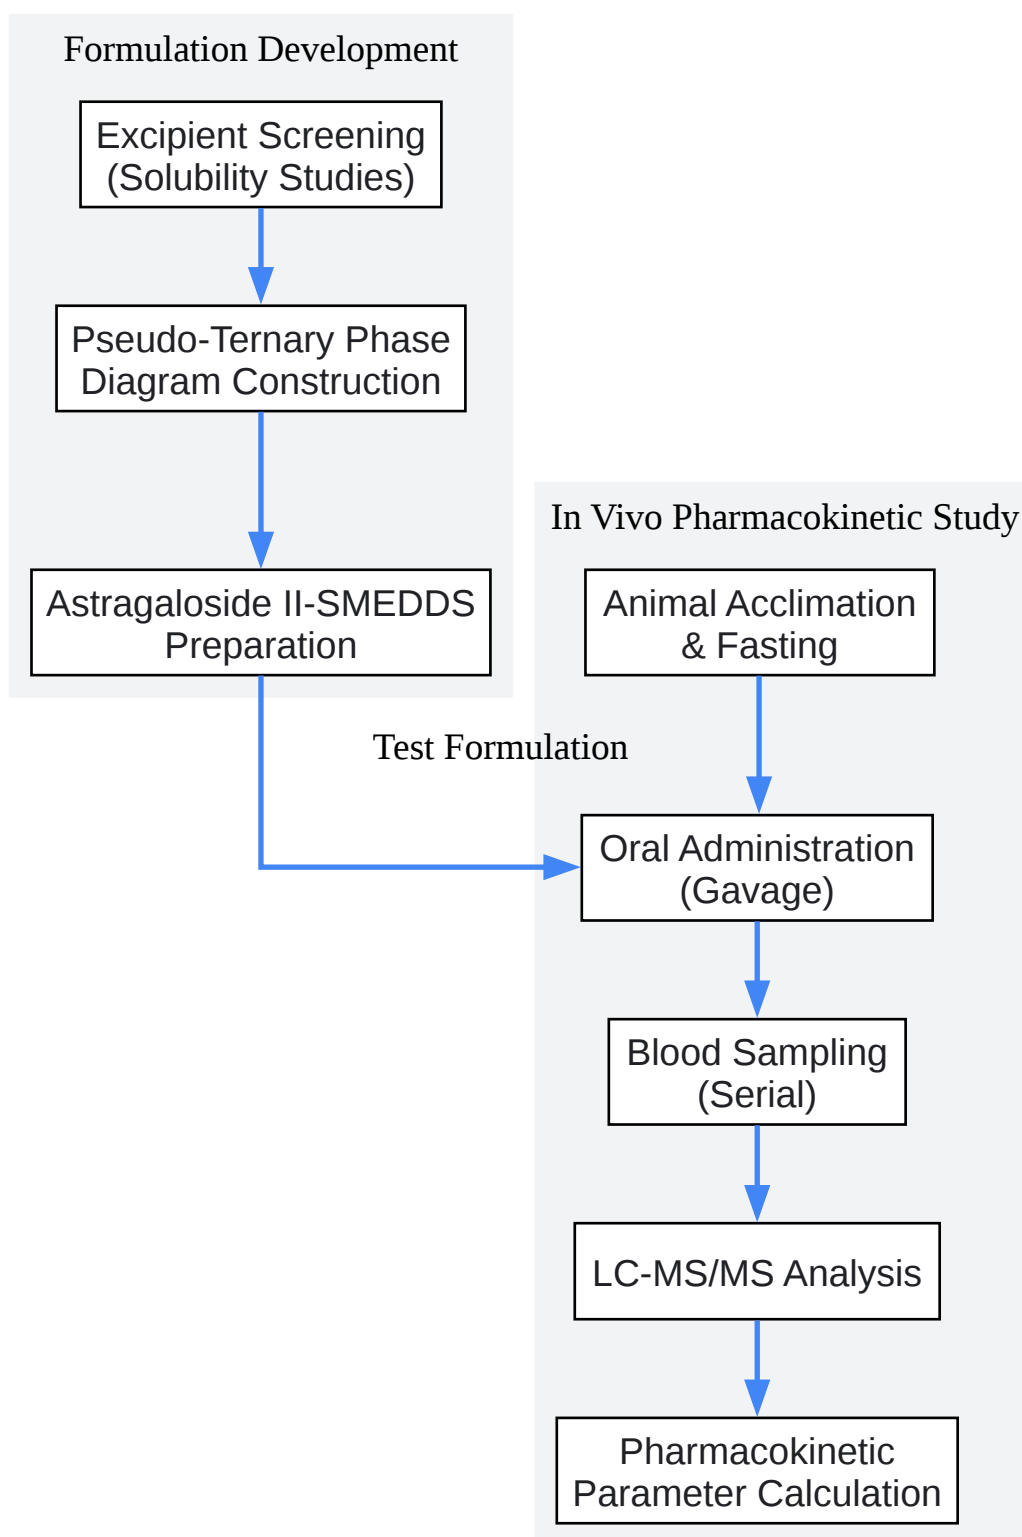 Formulation Development
Excipient Screening
(Solubility Studies)
Pseudo-Ternary Phase
Diagram Construction
Astragaloside II-SMEDDS
Preparation
Test Formulation
In Vivo Pharmacokinetic Study
Animal Acclimation
& Fasting
Oral Administration
(Gavage)
Blood Sampling
(Serial)
LC-MS/MS Analysis
Pharmacokinetic
Parameter Calculation